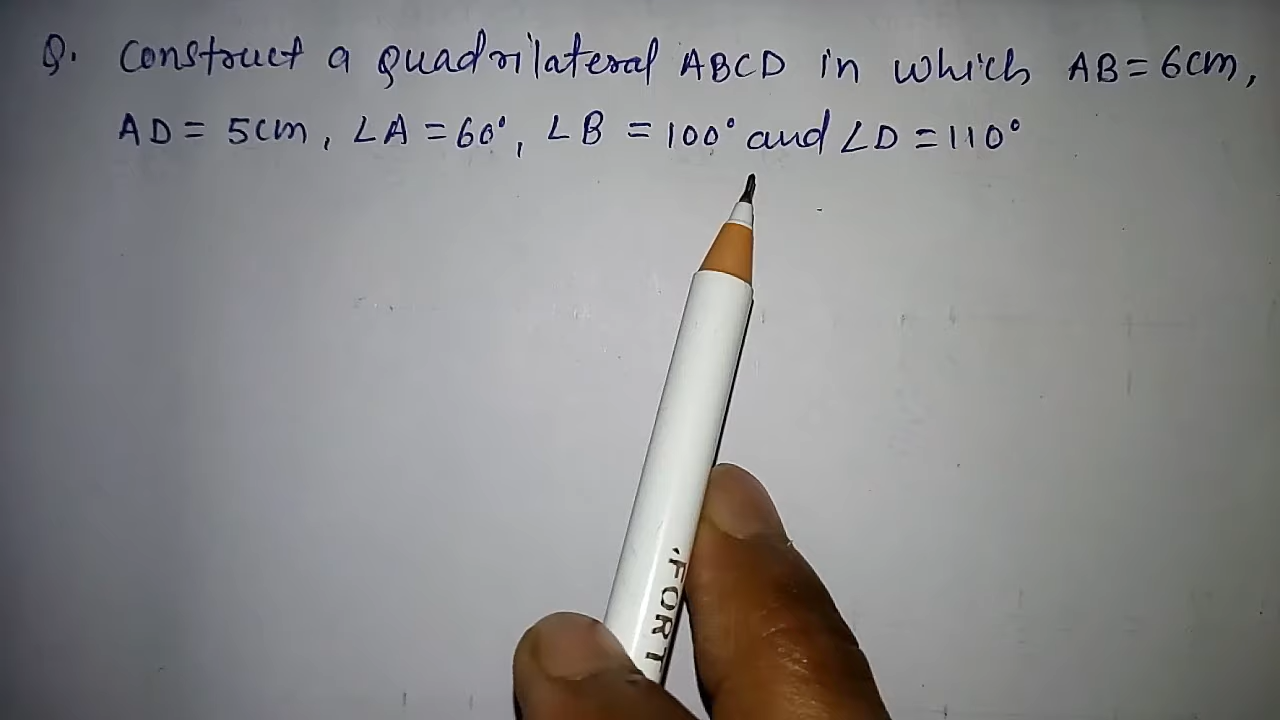 Q. Construct a quadrilateral ABCD in which AB = 6cm,
AD = 5cm, ∠A = 60°, ∠B = 100° and ∠D = 110°
FORT